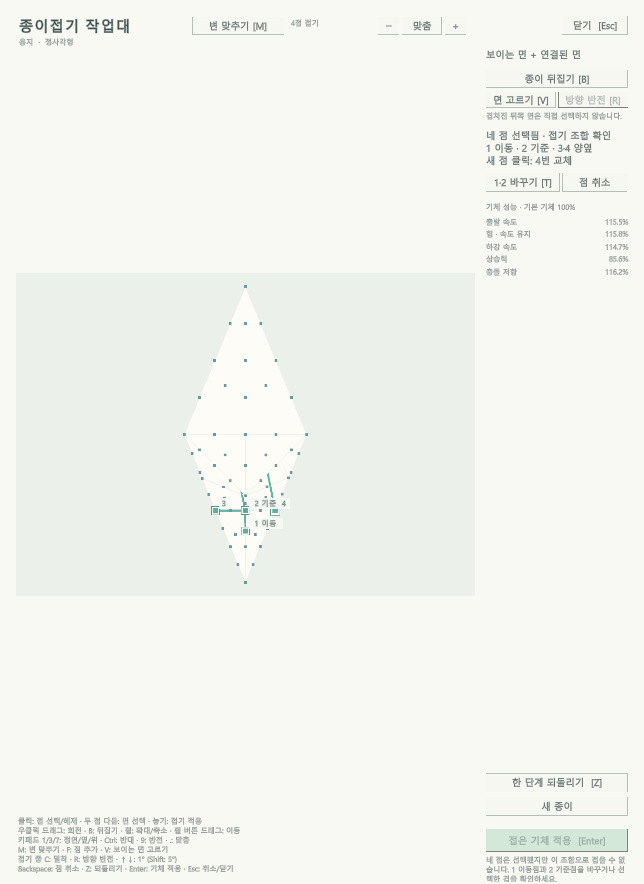 종이접기 작업대
용지 · 정사각형
변 맞추기 [M]
4점 접기
−
맞춤
+
닫기 [Esc]
보이는 면 + 연결된 면
종이 뒤집기 [B]
면 고르기 [V]
방향 반전 [R]
겹쳐진 뒤쪽 면은 직접 선택하지 않습니다.
네 점 선택됨 · 접기 조합 확인
1 이동 · 2 기준 · 3·4 양옆
새 점 클릭: 4번 교체
1·2 바꾸기 [T]
점 취소
기체 성능 · 기본 기체 100%
종말 속도 115.5%
힘 · 속도 유지 115.8%
하강 속도 114.7%
상승력 85.6%
충돌 저항 116.2%
3
2 기준
4
1 이동
한 단계 되돌리기 [Z]
새 종이
접은 기체 적용 [Enter]
네 점은 선택했지만 이 조합으로 접을 수 없
습니다. 1 이동점과 2 기준점을 바꾸거나 선
택한 점을 확인하세요.
클릭: 점 선택/해제 · 두 점 다음: 면 선택 · 놓기: 접기 적용
우클릭 드래그: 회전 · B: 뒤집기 · 휠: 확대/축소 · 휠 버튼 드래그: 이동
키패드 1/3/7: 정면/옆/위 · Ctrl: 반대 · 9: 반전 · .: 맞춤
M: 변 맞추기 · F: 점 추가 · V: 보이는 면 고르기
접기 중 C: 밀착 · R: 방향 반전 · ↑ ↓: 1° (Shift: 5°)
Backspace: 점 취소 · Z: 되돌리기 · Enter: 기체 적용 · Esc: 취소/닫기